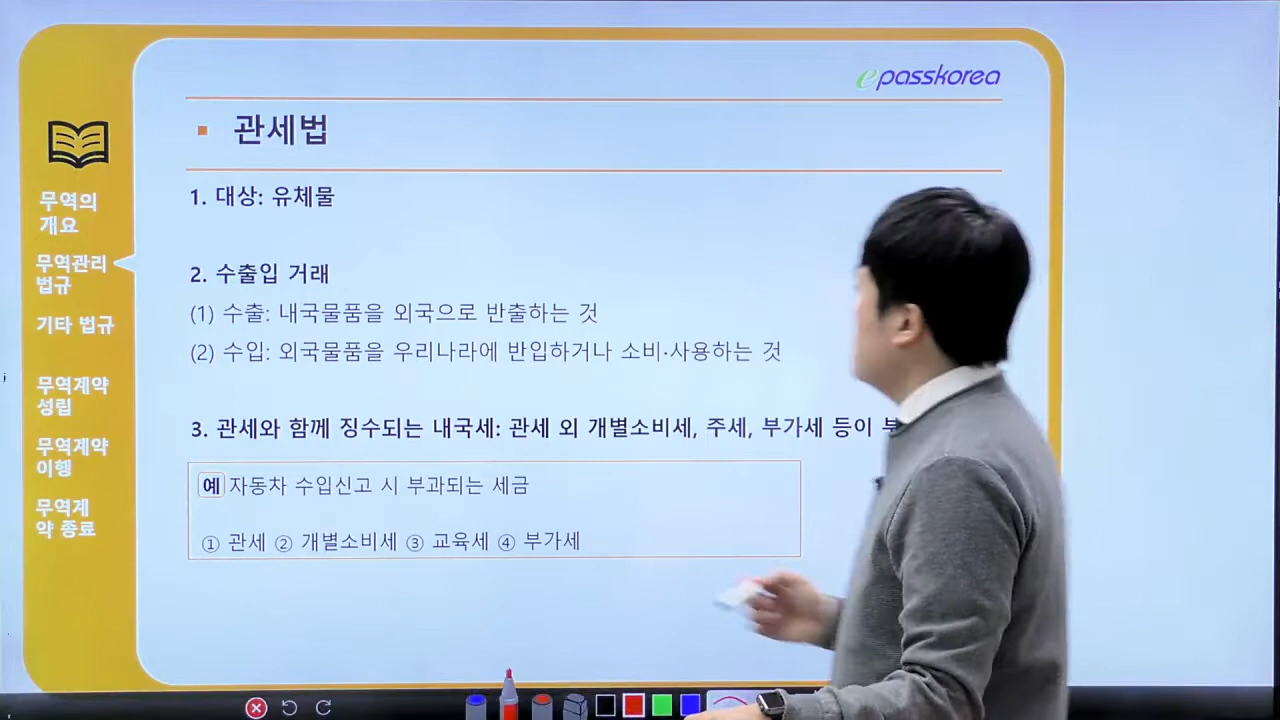 epasskorea
▪ 관세법
무역의
개요
무역관리
법규
기타 법규
무역계약
성립
무역계약
이행
무역계
약 종료
1. 대상: 유체물
2. 수출입 거래
(1) 수출: 내국물품을 외국으로 반출하는 것
(2) 수입: 외국물품을 우리나라에 반입하거나 소비·사용하는 것
3. 관세와 함께 징수되는 내국세: 관세 외 개별소비세, 주세, 부가세 등이
예 자동차 수입신고 시 부과되는 세금
① 관세 ② 개별소비세 ③ 교육세 ④ 부가세